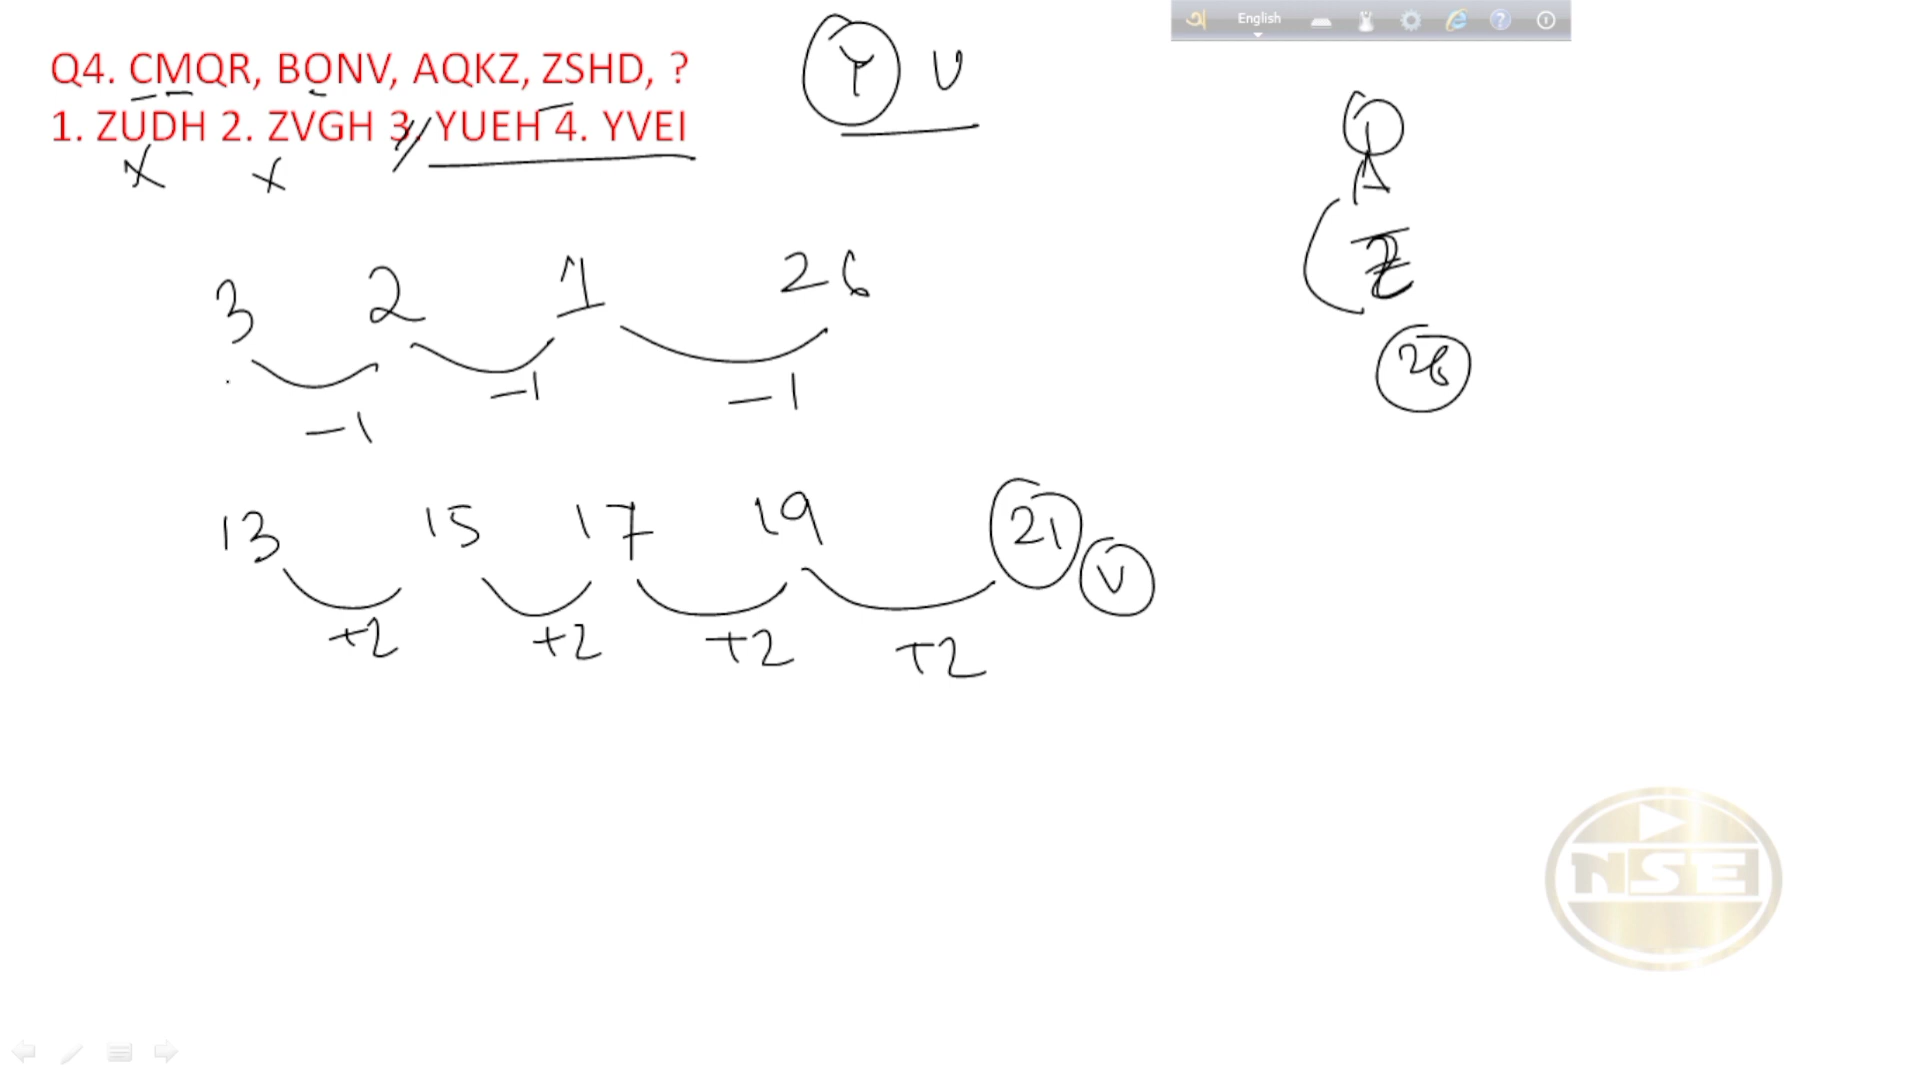 English
Q4. CMQR, BONV, AQKZ, ZSHD, ?
Y U
1. ZUDH 2. ZVGH 3. YUEH 4. YVEI
1
A
Z
26
3 2 1 26
-1 -1 -1
13 15 17 19 21
U
+2 +2 +2 +2
NSE